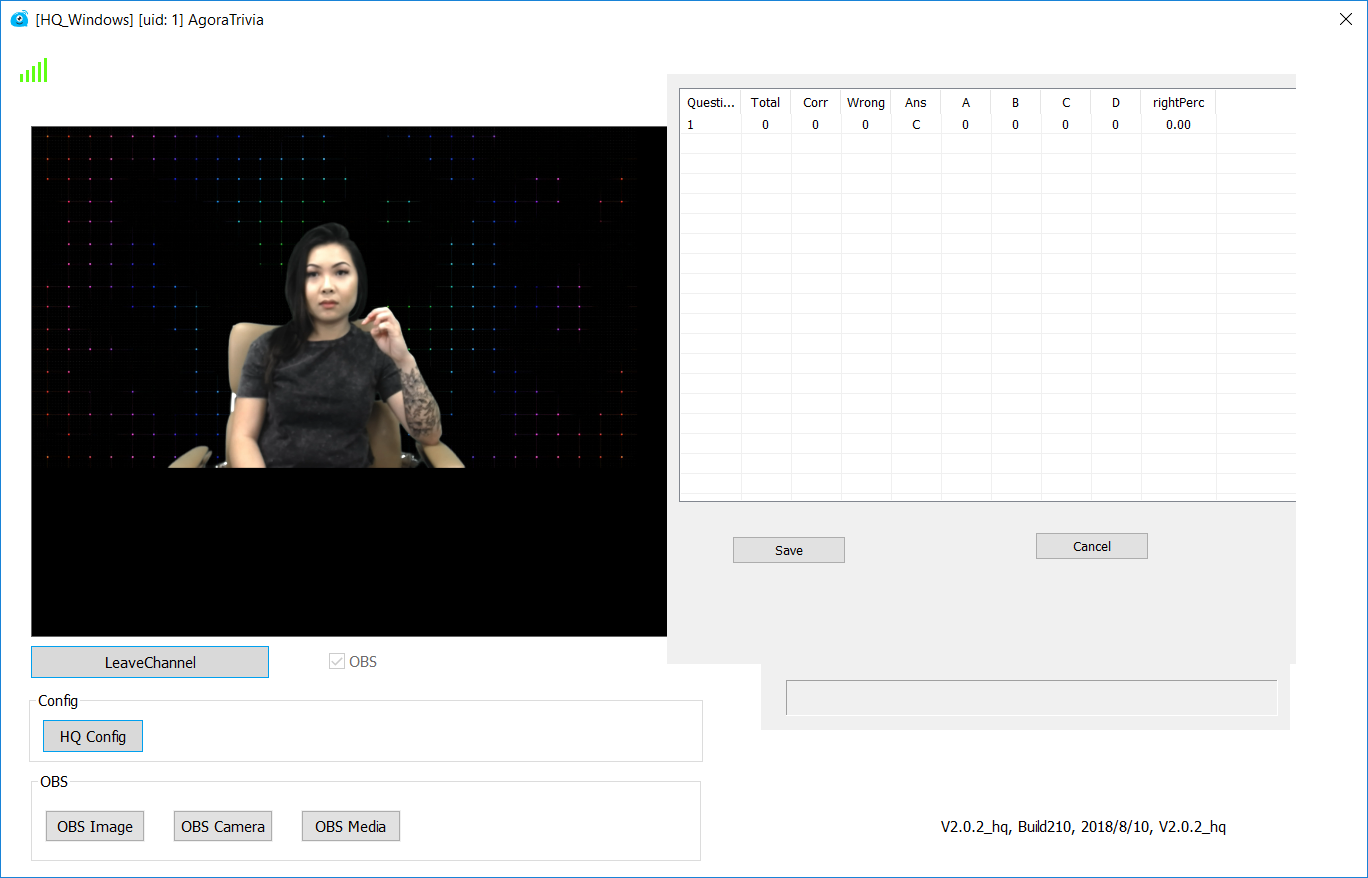 [HQ_Windows] [uid: 1] AgoraTrivia
Questi... Total Corr Wrong Ans A B C D rightPerc
1 0 0 0 C 0 0 0 0 0.00
Save Cancel
LeaveChannel OBS
Config
HQ Config
OBS
OBS Image OBS Camera OBS Media
V2.0.2_hq, Build210, 2018/8/10, V2.0.2_hq